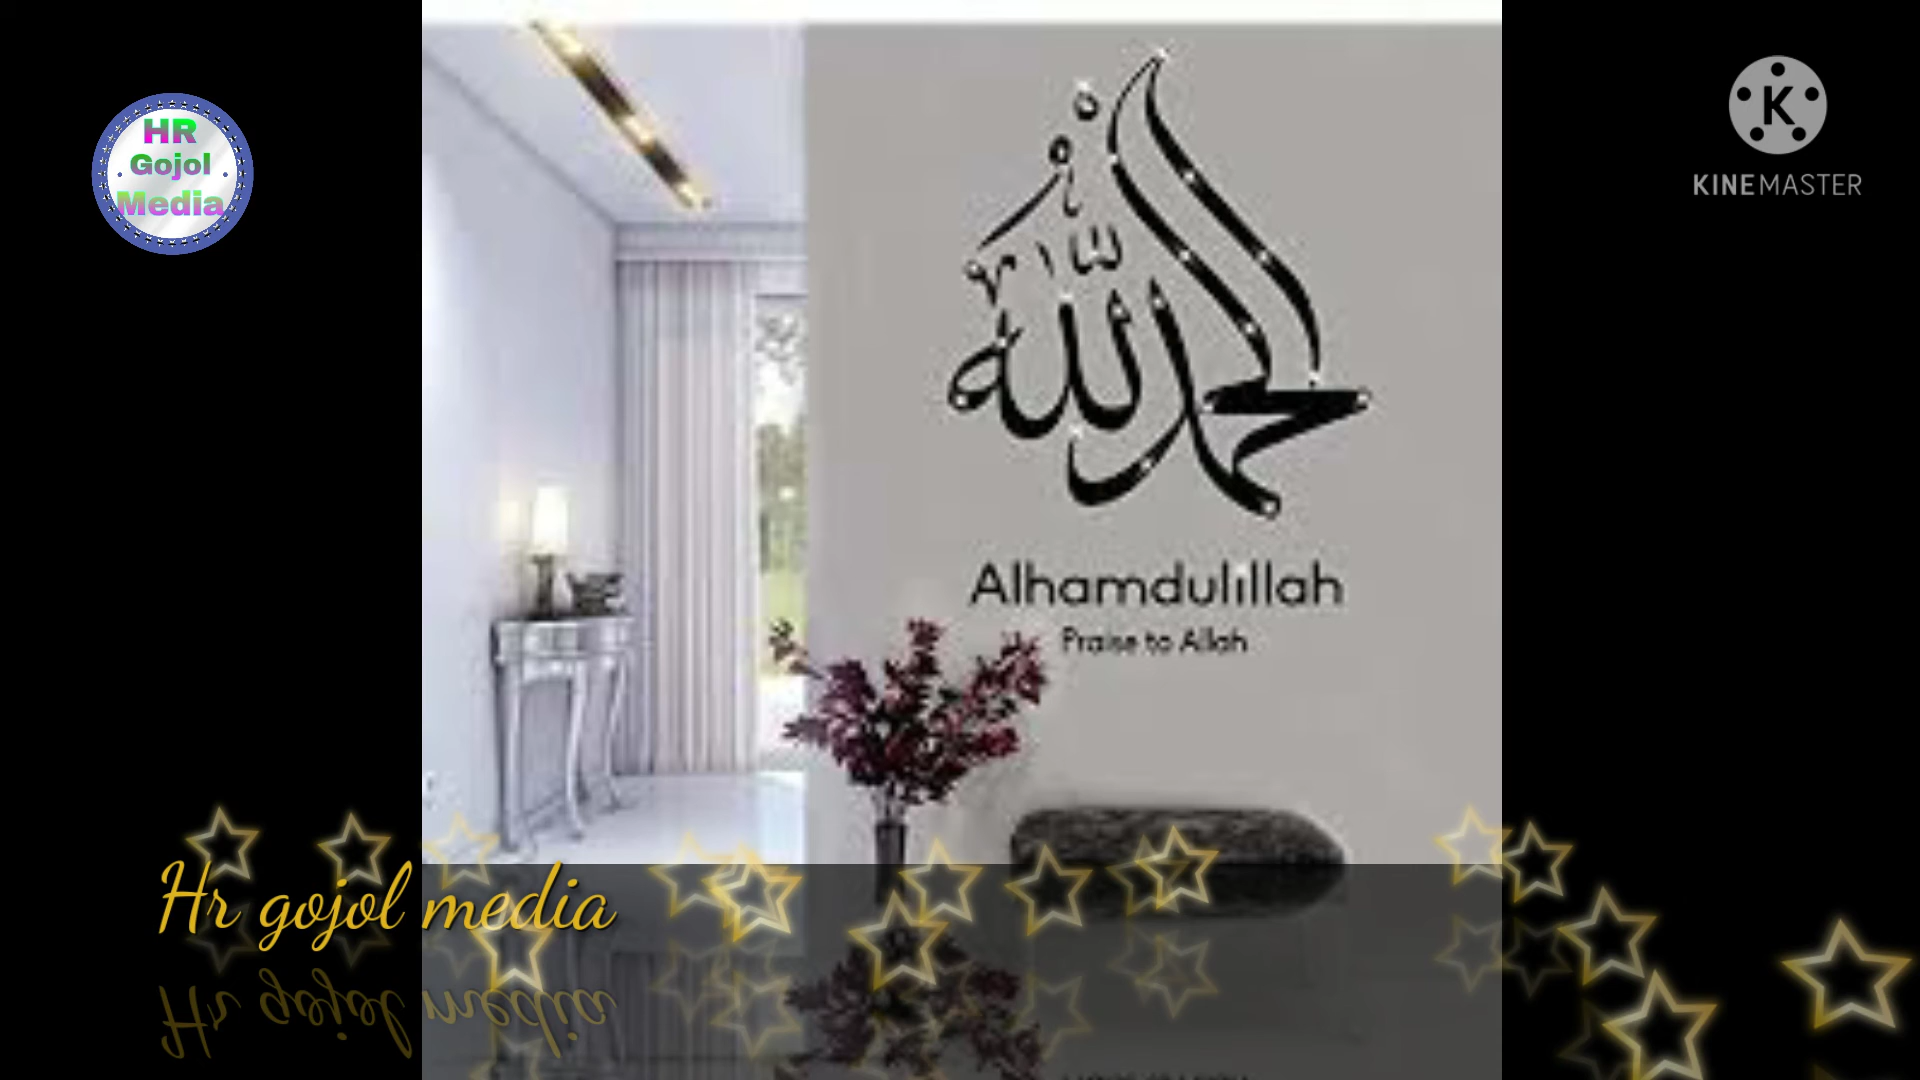 HR
Gojol
Media
K
KINEMASTER
الحمد لله
Alhamdulillah
Praise to Allah
Hr gojol media